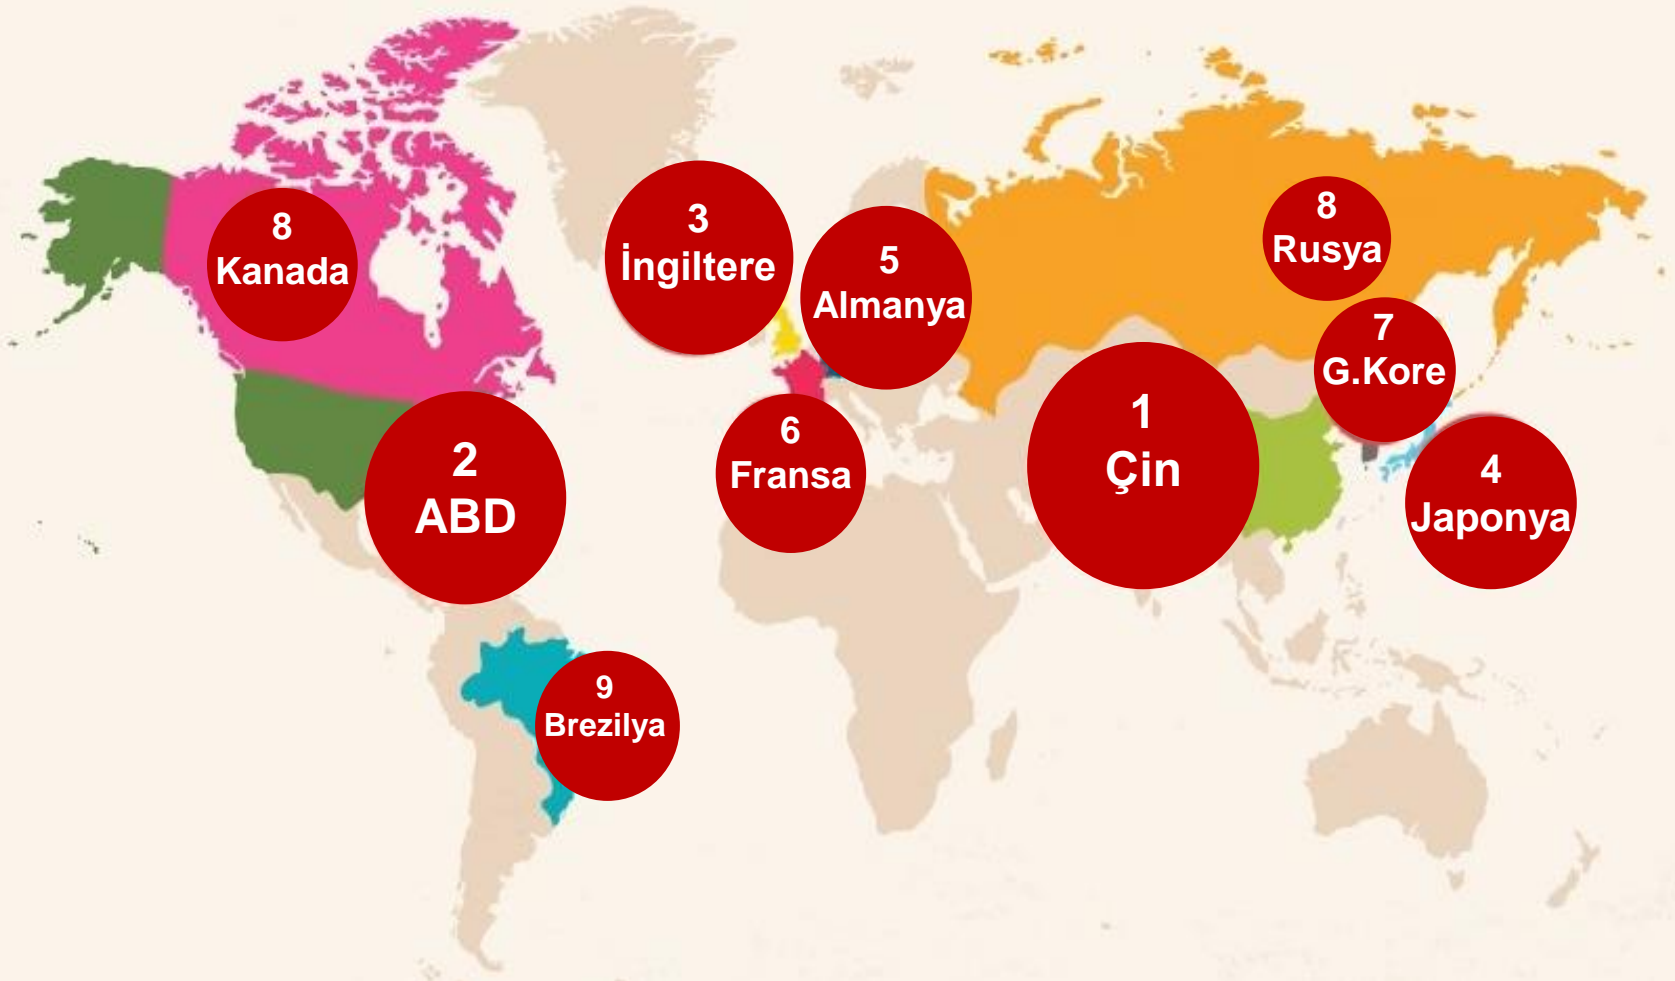 8
Kanada
3
İngiltere
5
Almanya
8
Rusya
7
G.Kore
2
ABD
6
Fransa
1
Çin
4
Japonya
9
Brezilya